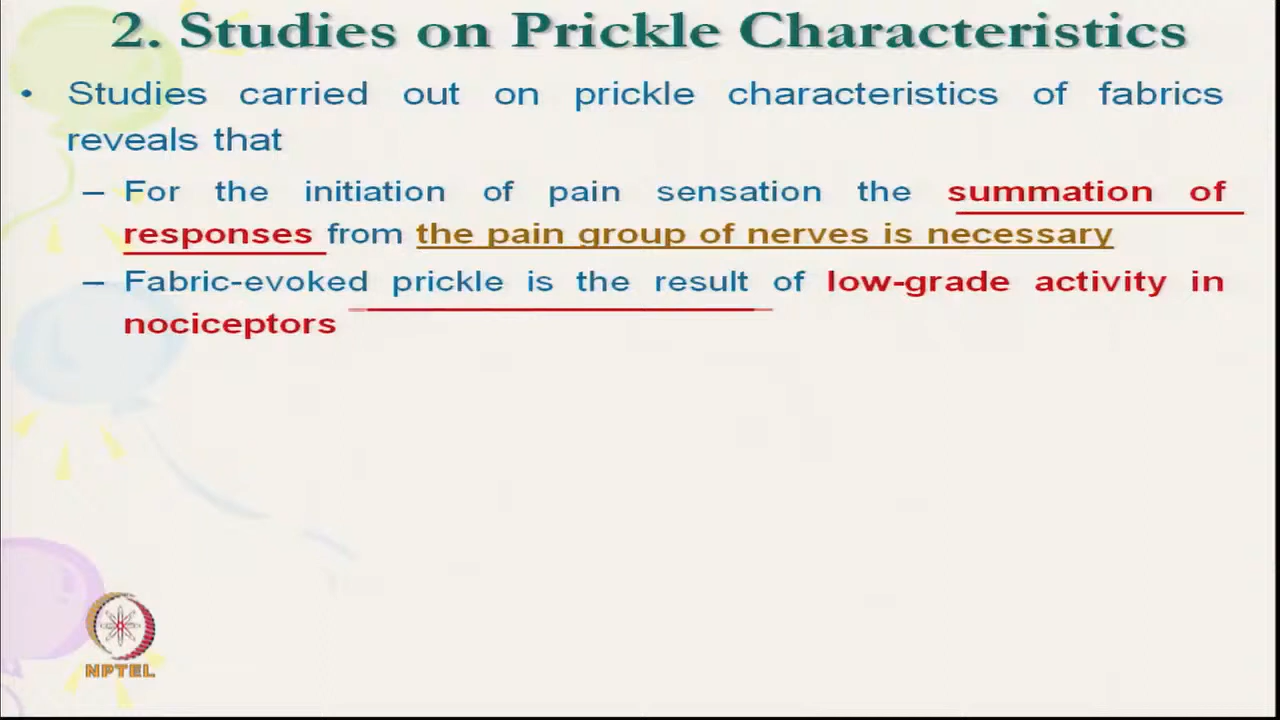 2. Studies on Prickle Characteristics
• Studies carried out on prickle characteristics of fabrics
reveals that
– For the initiation of pain sensation the summation of
responses from the pain group of nerves is necessary
– Fabric-evoked prickle is the result of low-grade activity in
nociceptors
NPTEL